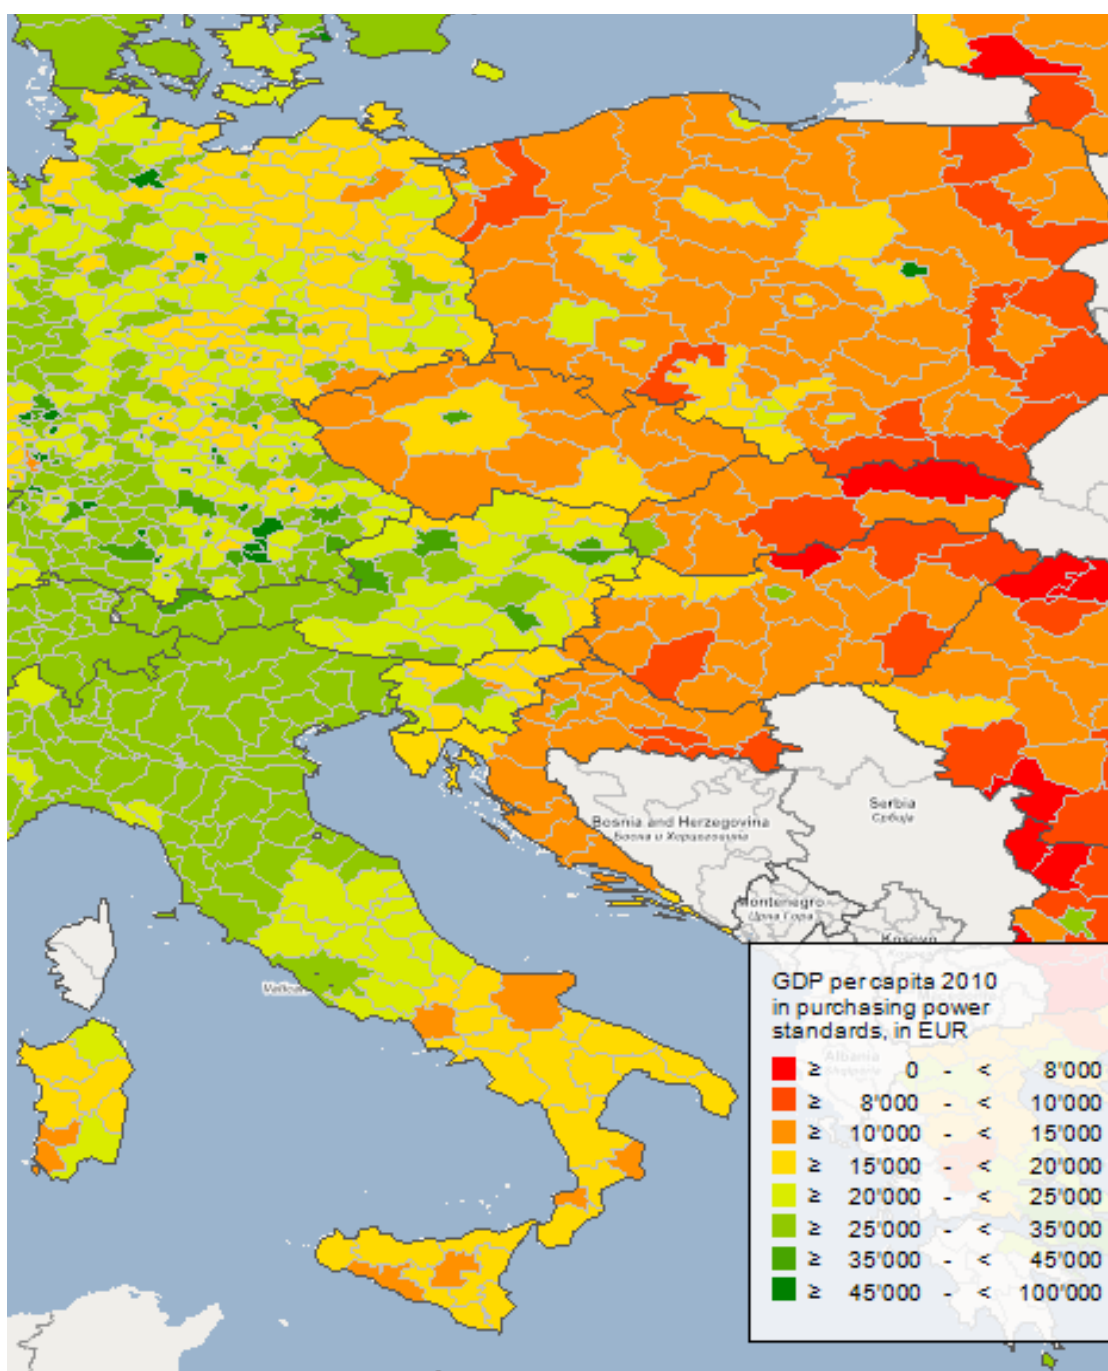 Serbia
Србија
Bosnia and Herzegovina
Босна и Херцеговина
Montenegro
Црна Гора
Kosovo
Vatican
GDP per capita 2010
in purchasing power
standards, in EUR
Albania
≥ 0 - < 8'000
≥ 8'000 - < 10'000
≥ 10'000 - < 15'000
≥ 15'000 - < 20'000
≥ 20'000 - < 25'000
≥ 25'000 - < 35'000
≥ 35'000 - < 45'000
≥ 45'000 - < 100'000